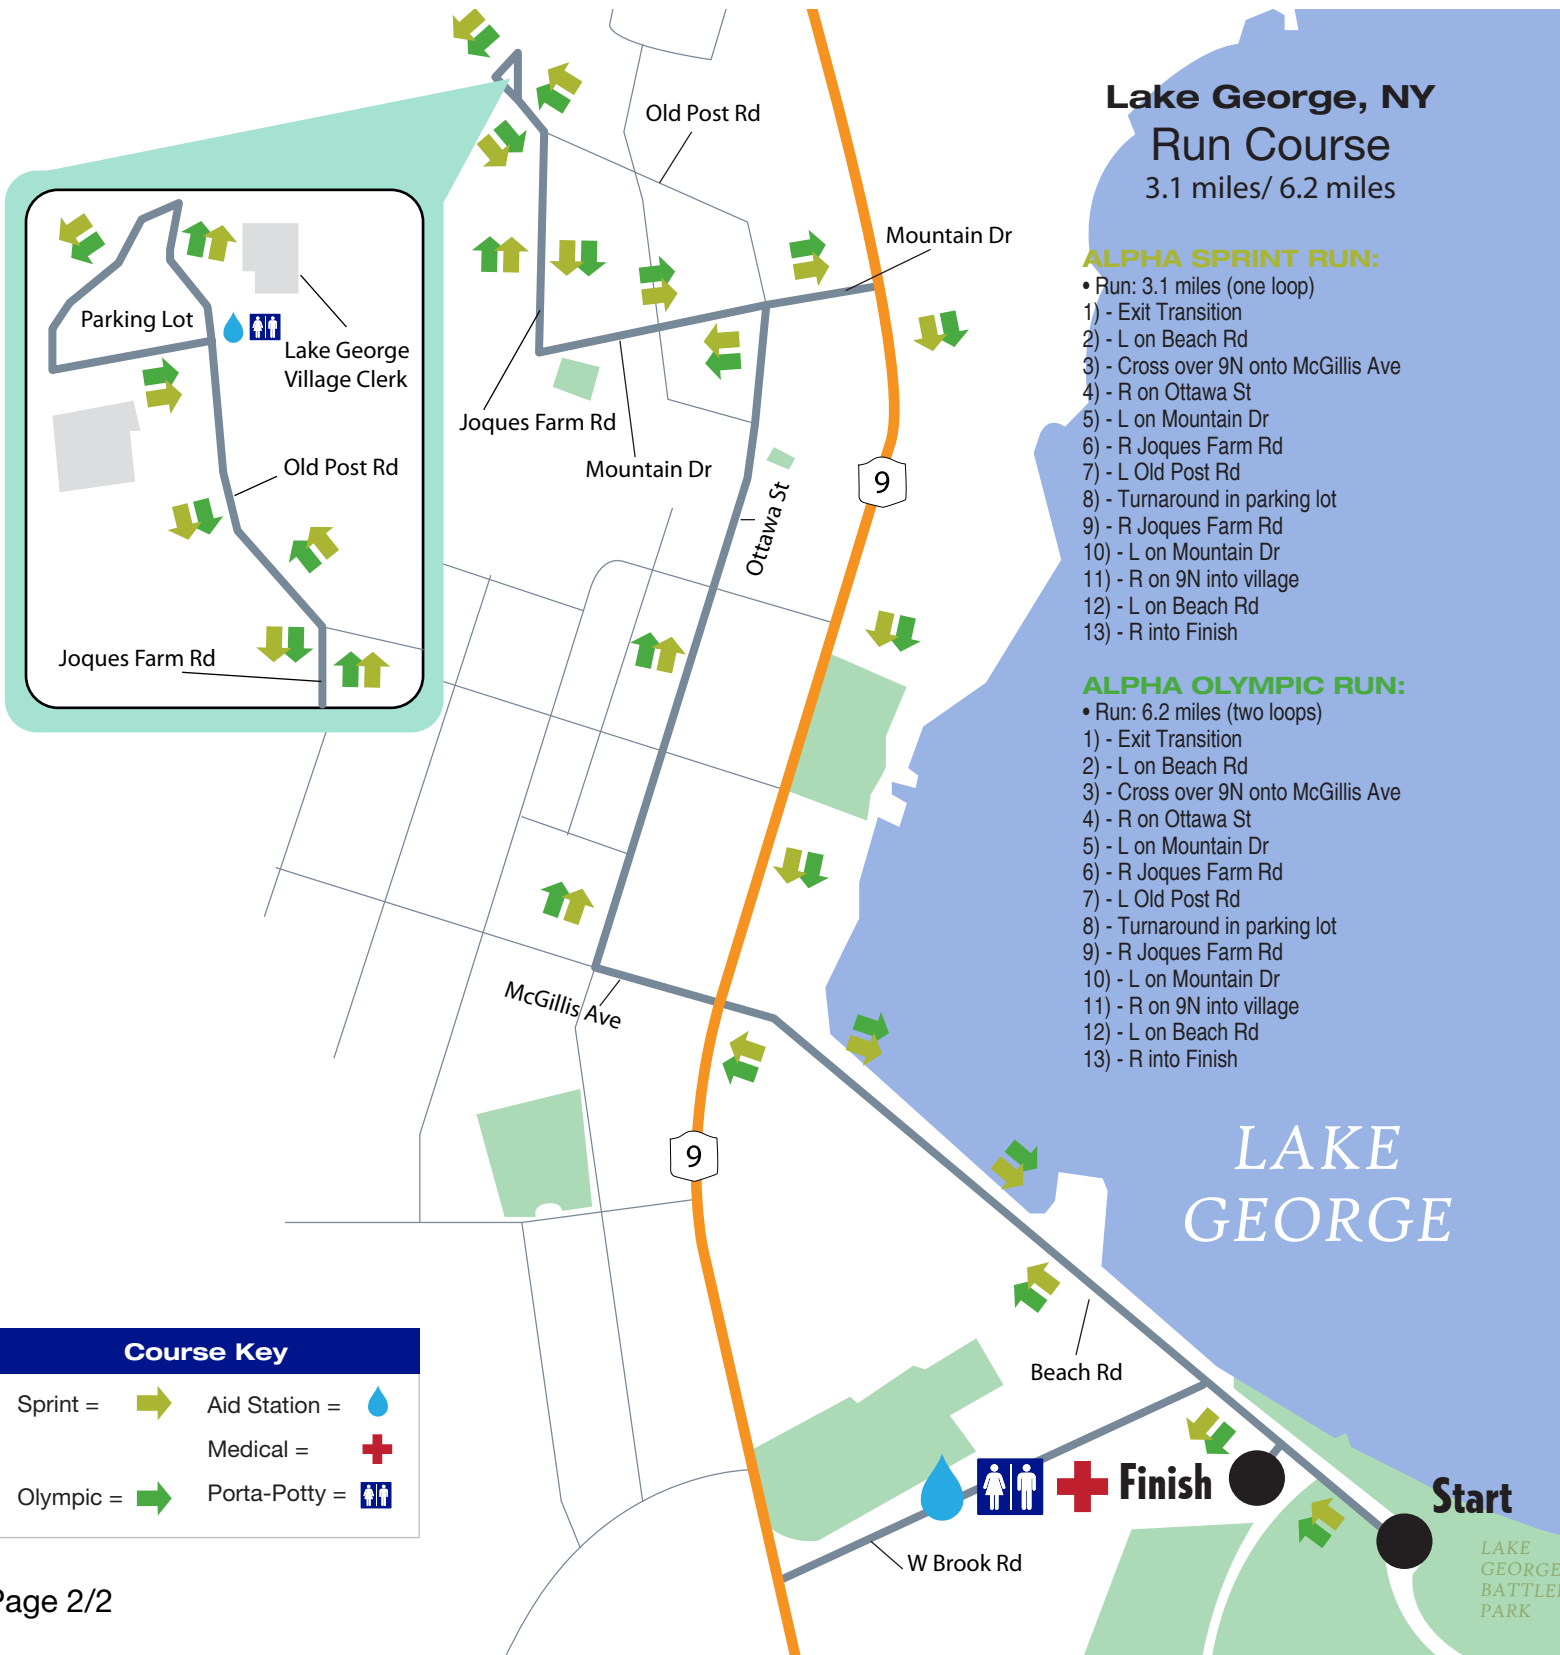 Lake George, NY
Run Course
3.1 miles/ 6.2 miles
ALPHA SPRINT RUN:
• Run: 3.1 miles (one loop)
1) - Exit Transition
2) - L on Beach Rd
3) - Cross over 9N onto McGillis Ave
4) - R on Ottawa St
5) - L on Mountain Dr
6) - R Joques Farm Rd
7) - L Old Post Rd
8) - Turnaround in parking lot
9) - R Joques Farm Rd
10) - L on Mountain Dr
11) - R on 9N into village
12) - L on Beach Rd
13) - R into Finish
ALPHA OLYMPIC RUN:
• Run: 6.2 miles (two loops)
1) - Exit Transition
2) - L on Beach Rd
3) - Cross over 9N onto McGillis Ave
4) - R on Ottawa St
5) - L on Mountain Dr
6) - R Joques Farm Rd
7) - L Old Post Rd
8) - Turnaround in parking lot
9) - R Joques Farm Rd
10) - L on Mountain Dr
11) - R on 9N into village
12) - L on Beach Rd
13) - R into Finish
Old Post Rd
Mountain Dr
Parking Lot
Lake George
Village Clerk
Old Post Rd
Joques Farm Rd
Joques Farm Rd
Mountain Dr
Ottawa St
9
McGillis Ave
9
LAKE
GEORGE
Beach Rd
Finish
Start
W Brook Rd
LAKE
GEORGE
PARK
Course Key
Sprint =
Aid Station =
Medical =
Olympic =
Porta-Potty =
Page 2/2